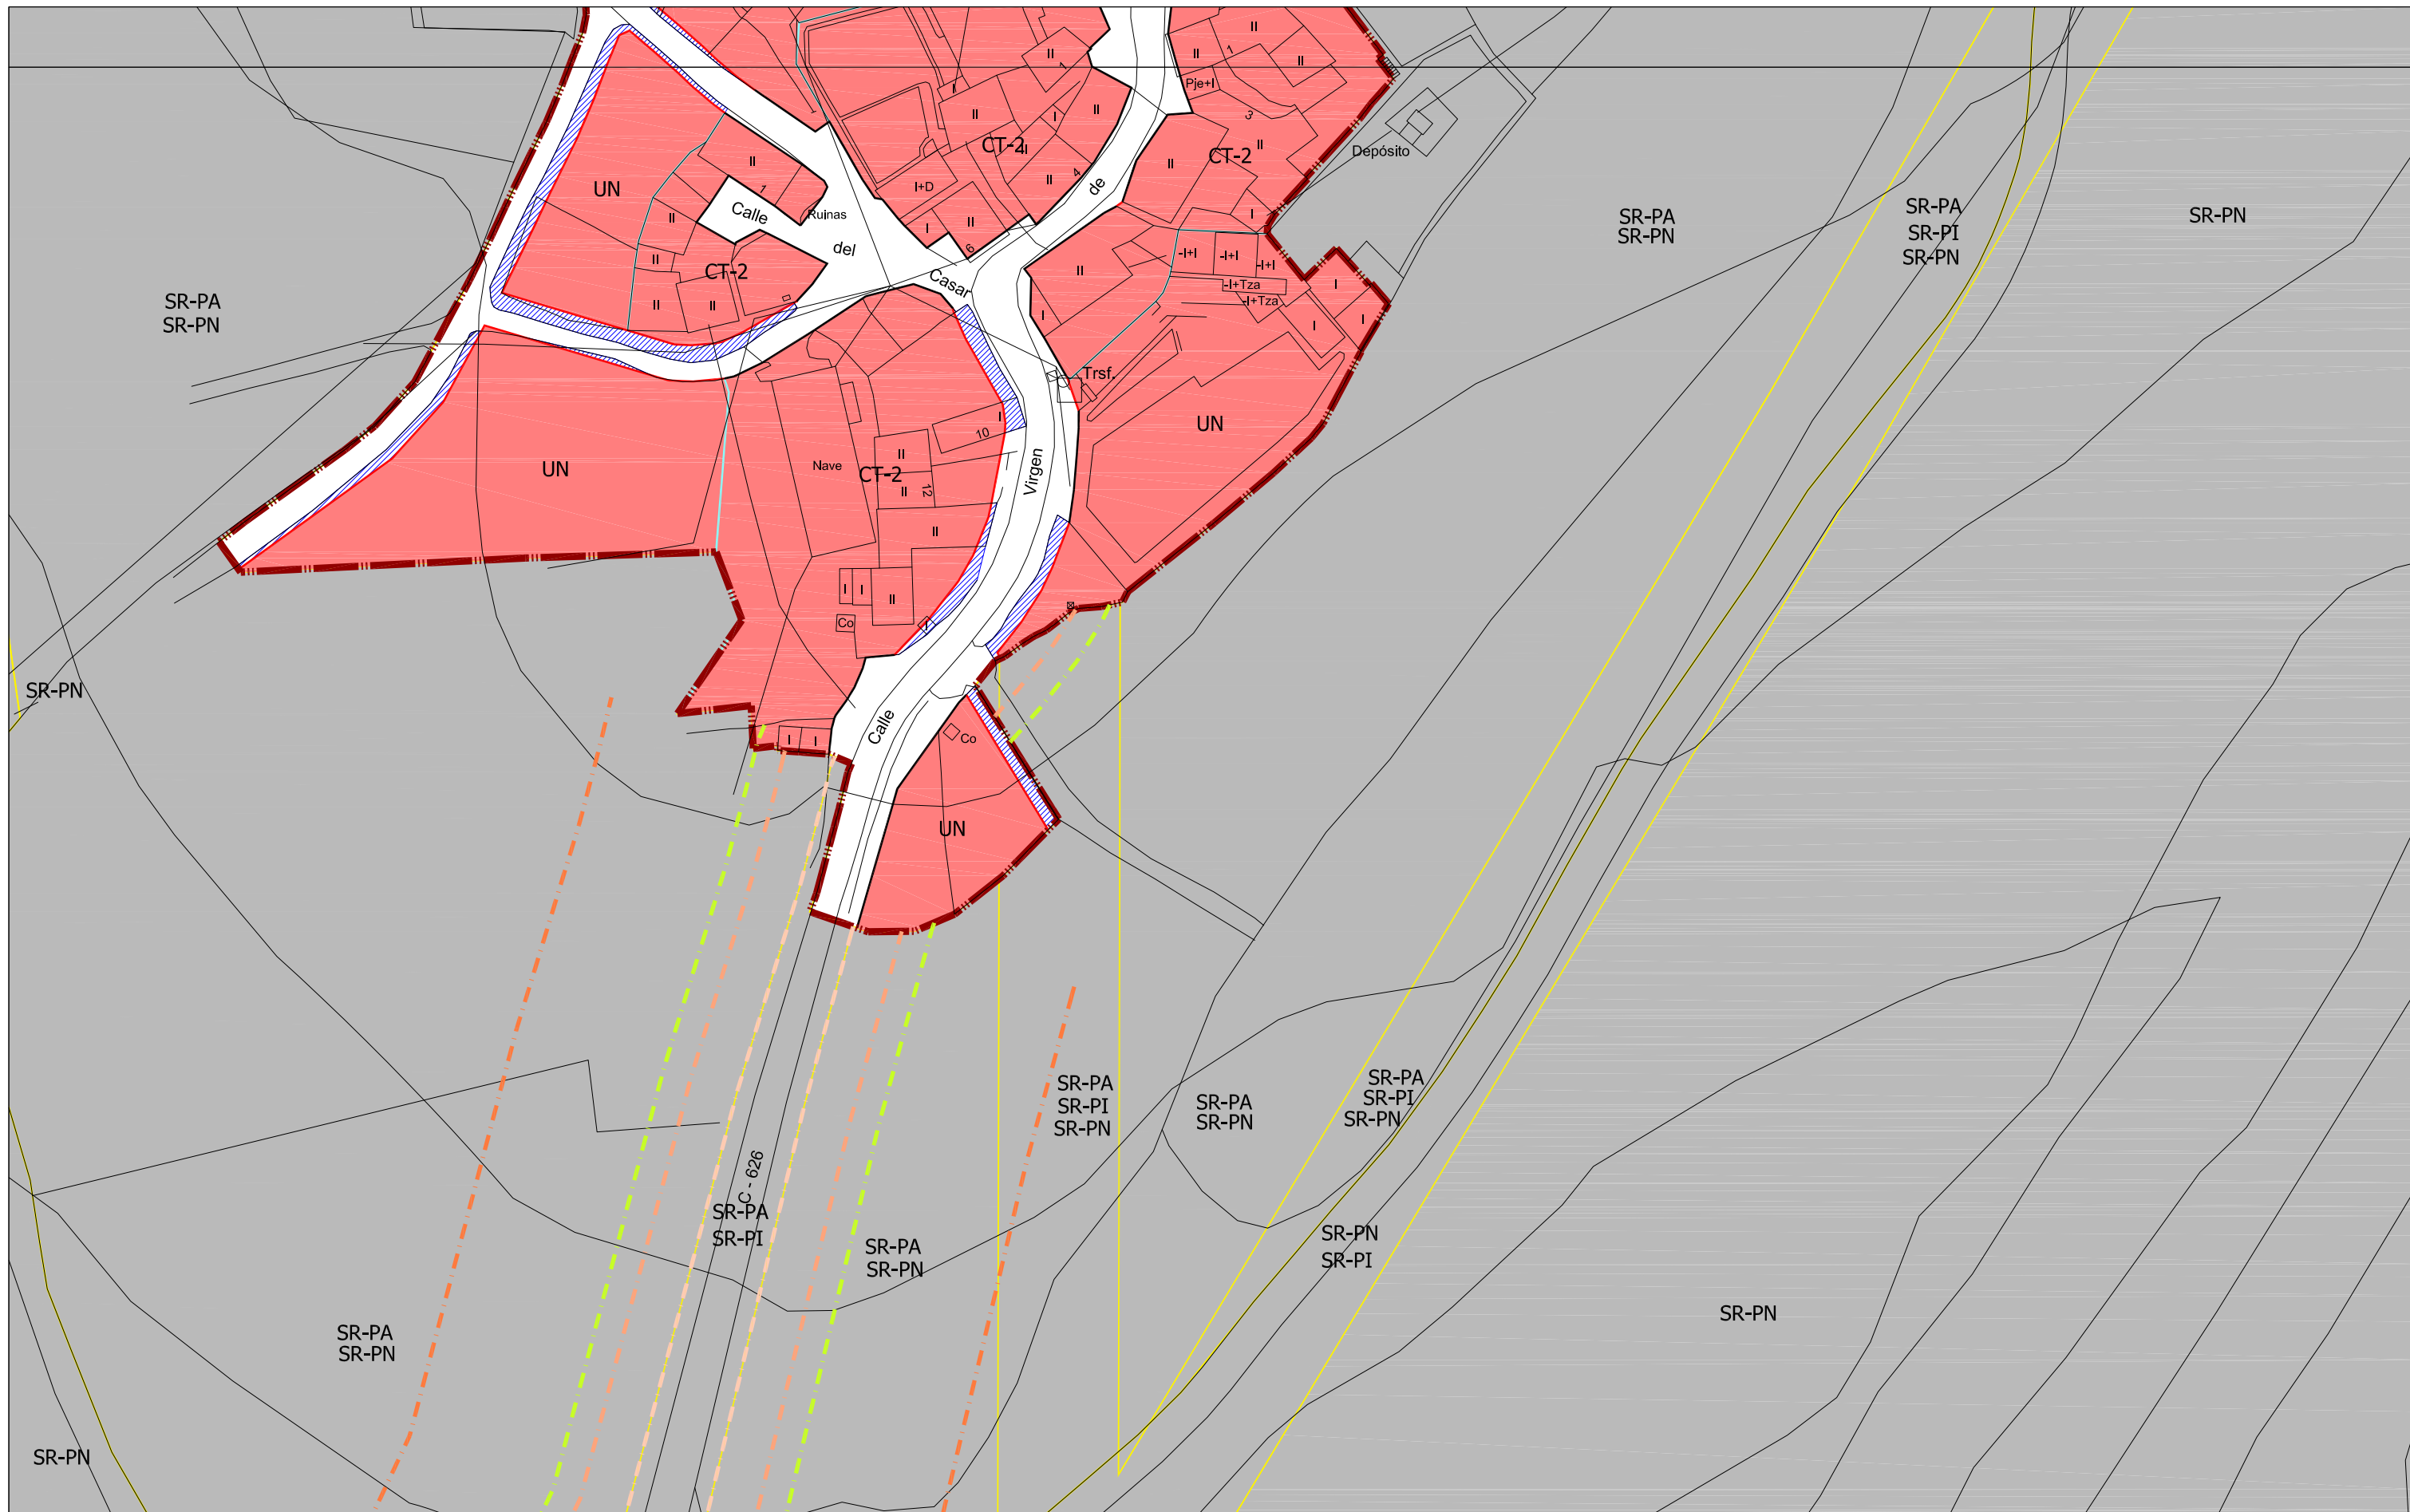 II
II
II
II
1
1
Pje+I
I
II
I
II
3
II
CT-2
II
Depósito
II
II
CT-2
UN
7
4
II
de
I+D
II
Calle
Ruinas
I
II
I
SR-PA
SR-PN
SR-PA
SR-PI
SR-PN
SR-PN
del
6
II
CT-2
II
-I+I
-I+I
-I+I
Casar
-I+Tza
-I+Tza
I
SR-PA
SR-PN
II
II
I
I
I
Trsf.
I
10
UN
UN
Nave
II
CT-2
II
12
Virgen
II
I
I
II
Co
I
SR-PN
Calle
Co
I
I
UN
SR-PA
SR-PI
SR-PN
SR-PA
SR-PN
SR-PA
SR-PI
SR-PN
C - 626
SR-PA
SR-PI
SR-PA
SR-PN
SR-PN
SR-PI
SR-PN
SR-PA
SR-PN
SR-PN